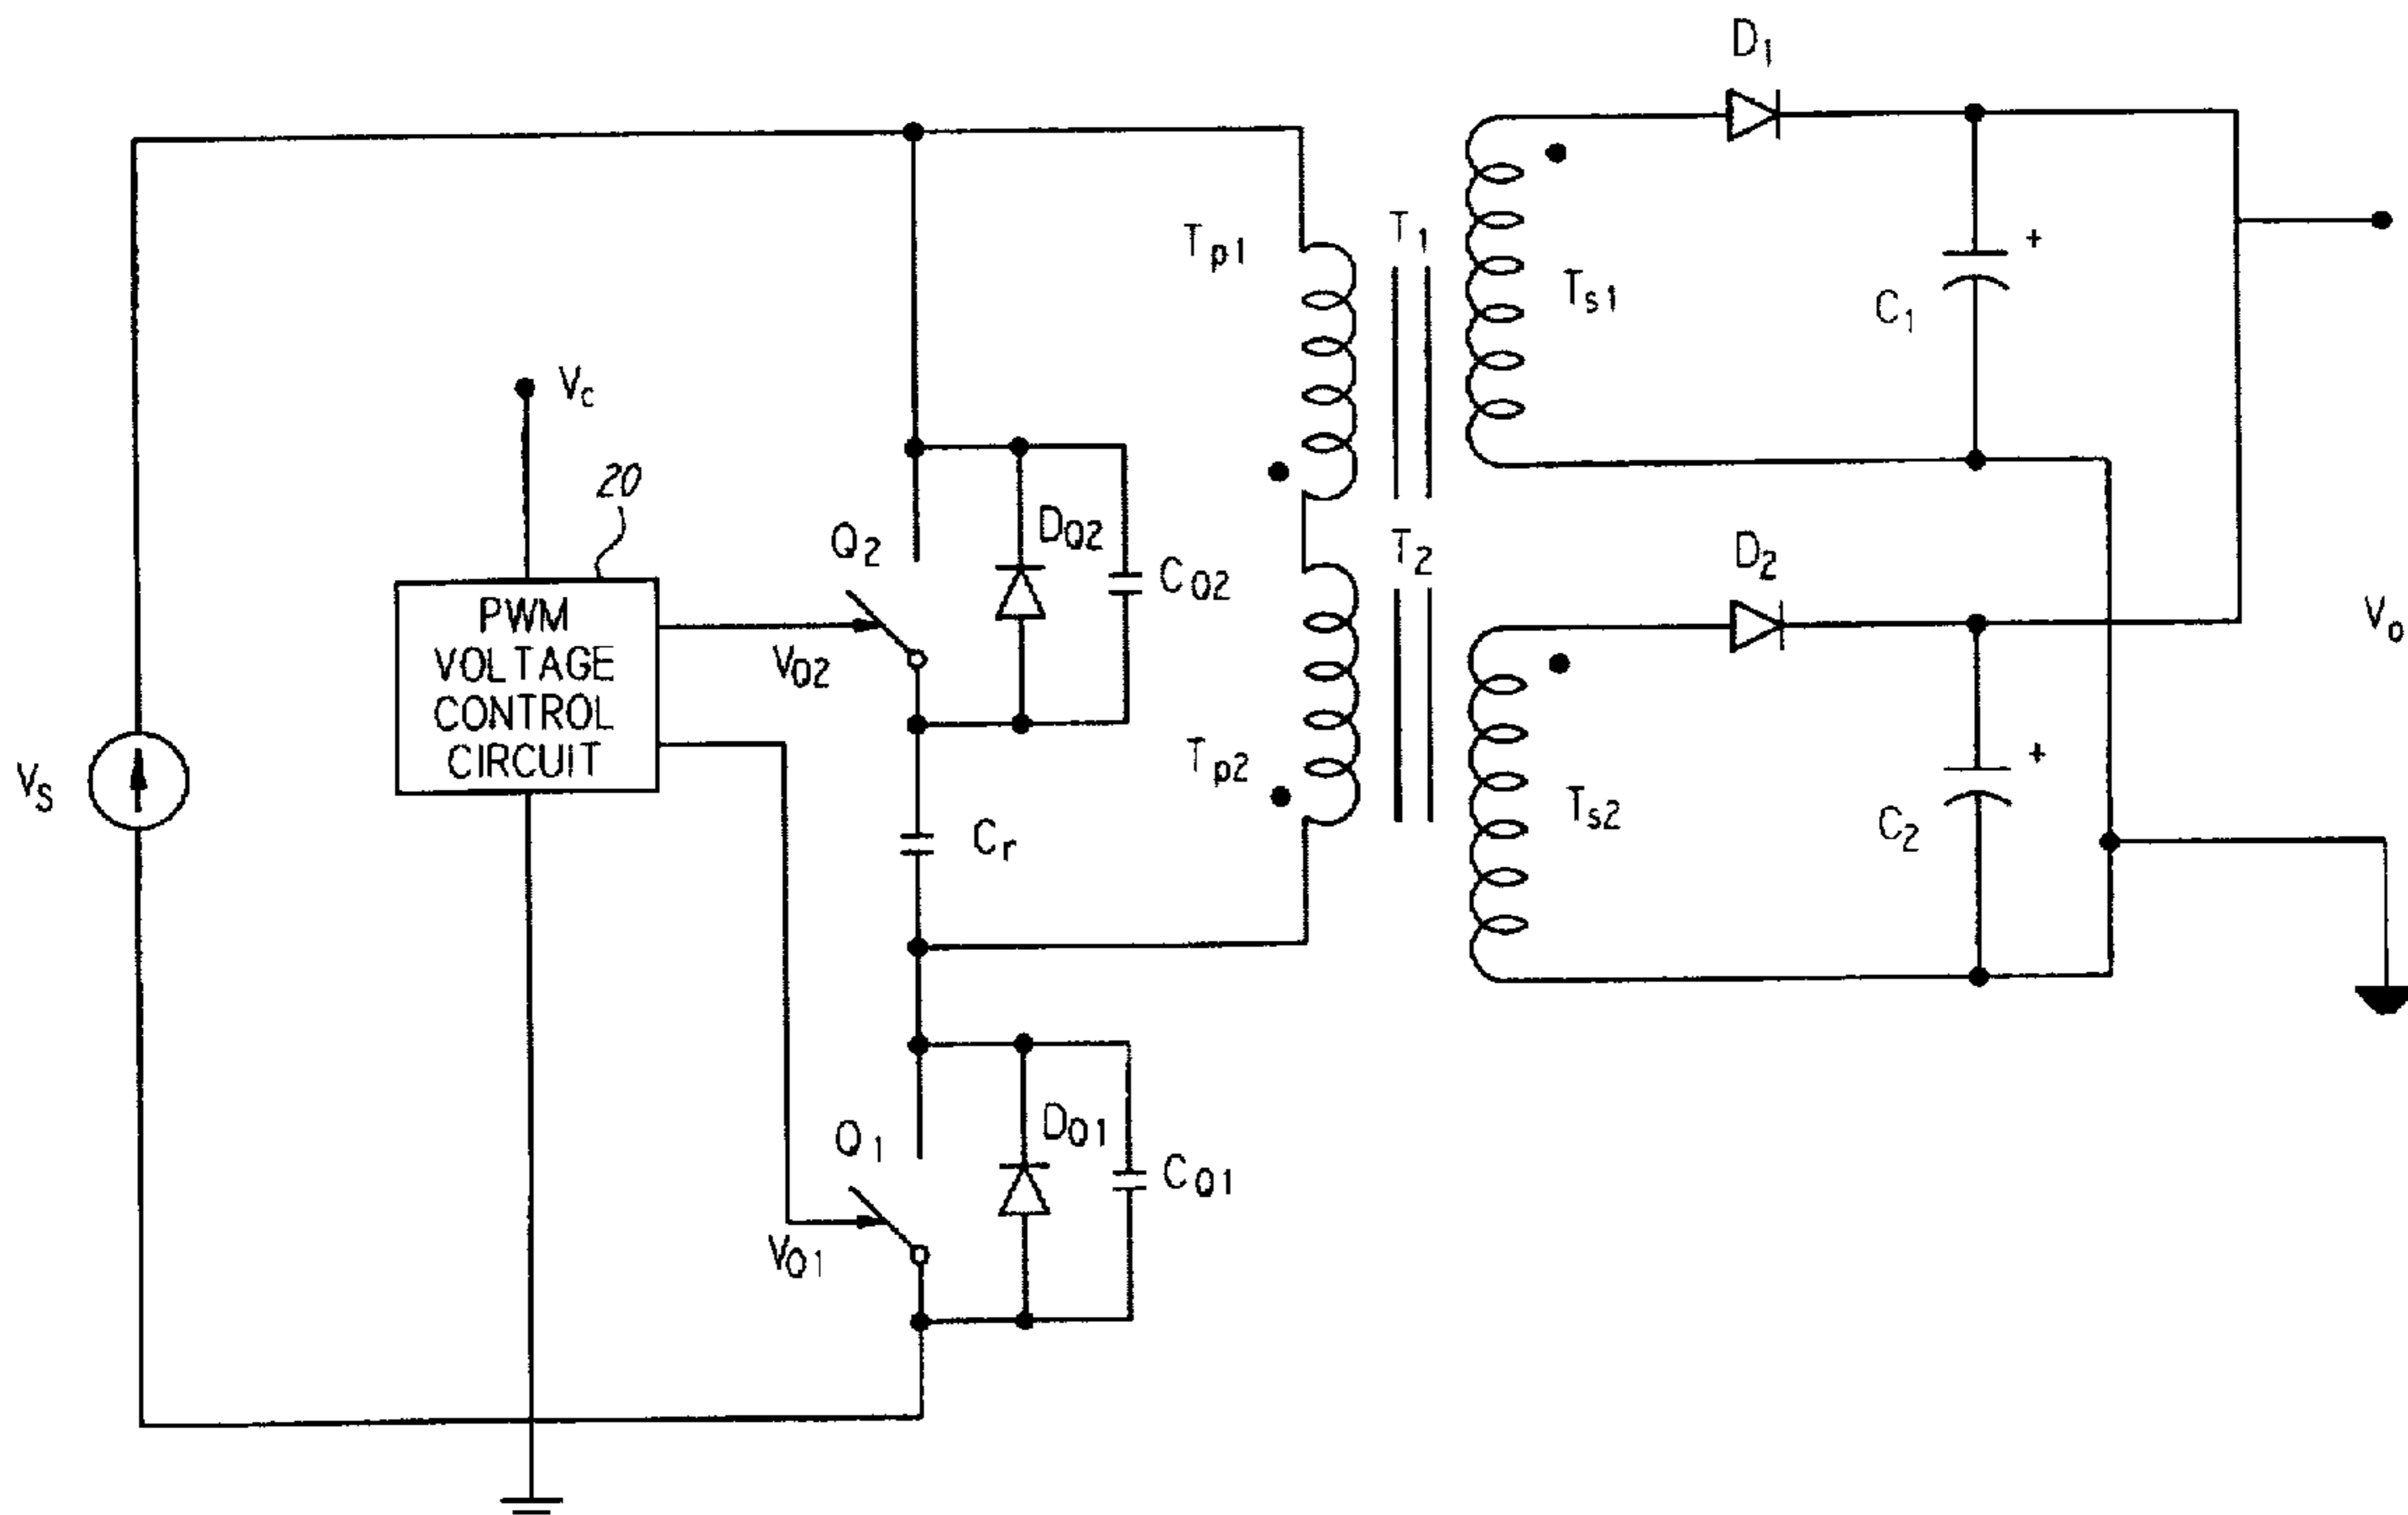 D1
Tp1
T1
Ts1
+
C1
Vc
20
Q2
DQ2
CQ2
T2
D2
PWM
VOLTAGE
CONTROL
CIRCUIT
VQ2
Vo
Vs
Tp2
Ts2
+
C2
Cr
Q1
DQ1
CQ1
VQ1